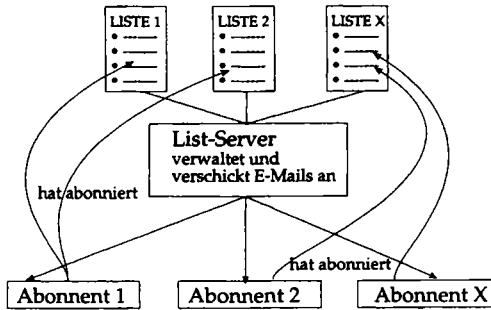 LISTE 1
LISTE 2
LISTE X
List-Server
verwaltet und
verschickt E-Mails an
hat abonniert
hat abonniert
Abonnent 1
Abonnent 2
Abonnent X